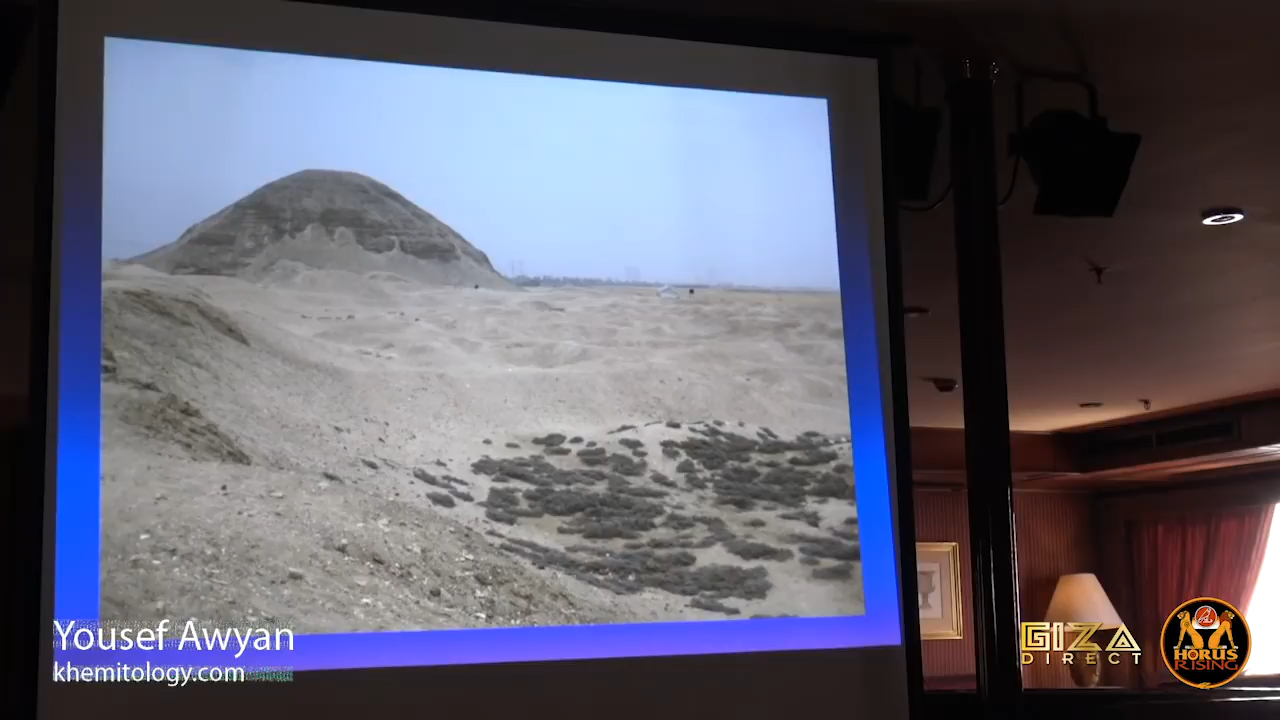 Yousef Awyan
khemitology.com
GIZA
DIRECT
HORUS
RISING